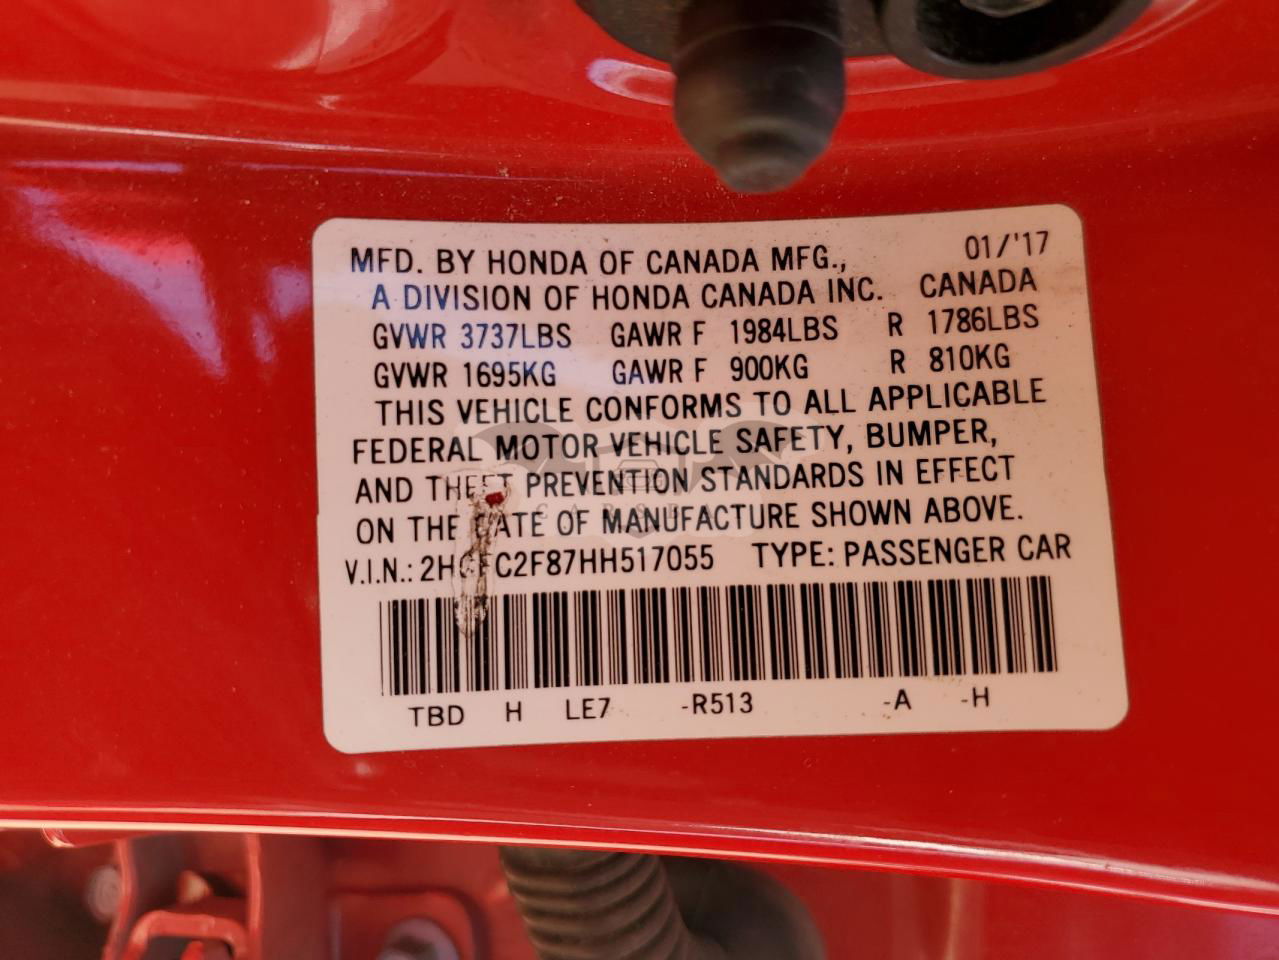 MFD. BY HONDA OF CANADA MFG., 01/'17
A DIVISION OF HONDA CANADA INC. CANADA
GVWR 3737LBS GAWR F 1984LBS R 1786LBS
GVWR 1695KG GAWR F 900KG R 810KG
THIS VEHICLE CONFORMS TO ALL APPLICABLE
FEDERAL MOTOR VEHICLE SAFETY, BUMPER,
AND THEFT PREVENTION STANDARDS IN EFFECT
ON THE DATE OF MANUFACTURE SHOWN ABOVE.
V.I.N.: 2HGFC2F87HH517055 TYPE: PASSENGER CAR
TBD H LE7 -R513 -A -H